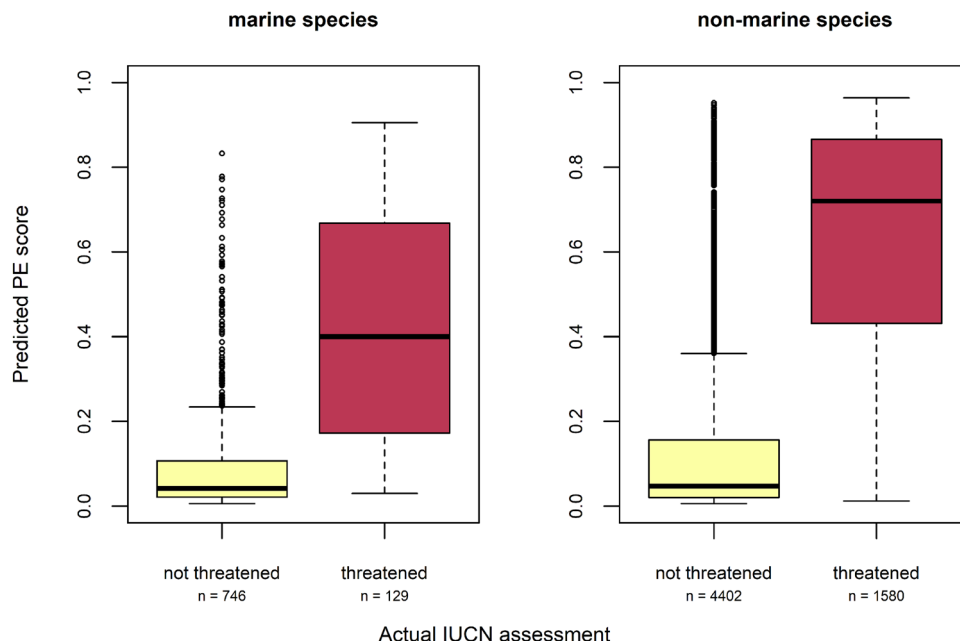 marine species
non-marine species
Predicted PE score
1.0
0.8
0.6
0.4
0.2
0.0
1.0
0.8
0.6
0.4
0.2
0.0
not threatened
threatened
n = 746
n = 129
not threatened
threatened
n = 4402
n = 1580
Actual IUCN assessment